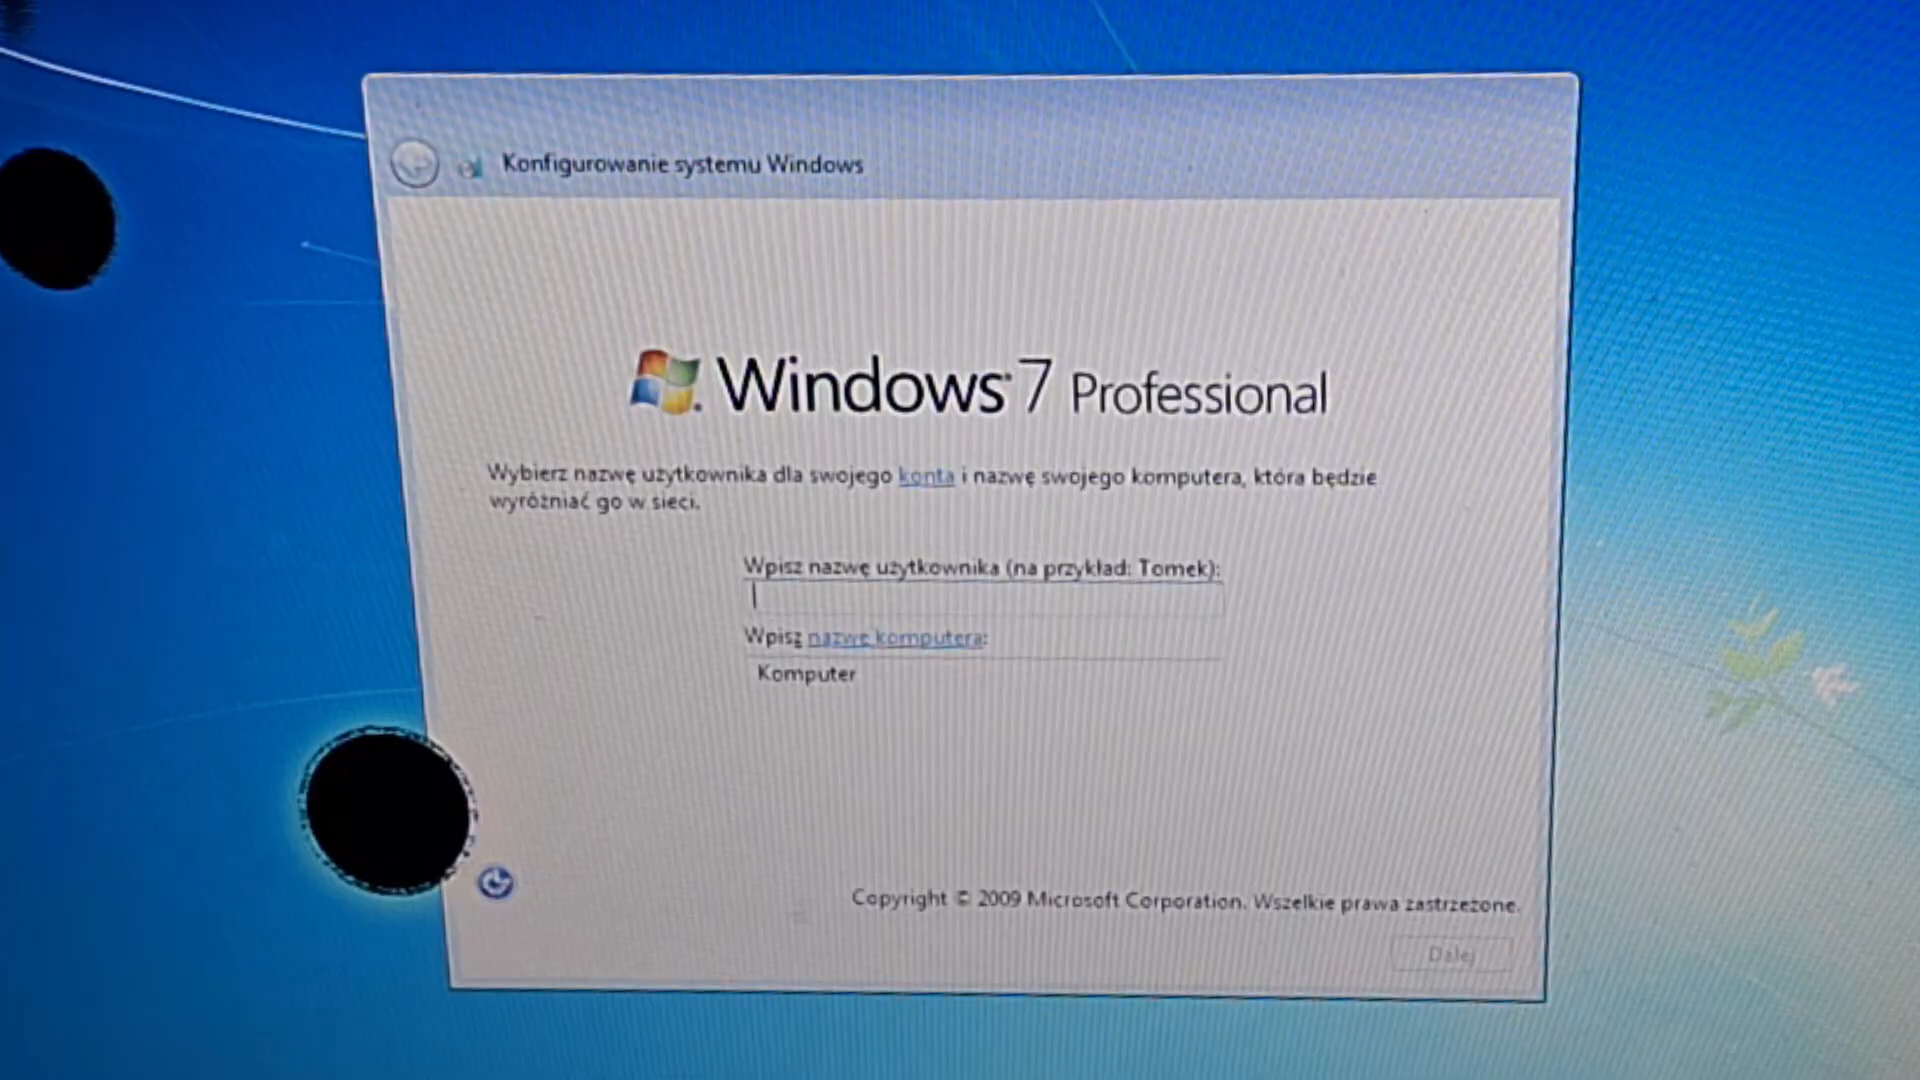 Konfigurowanie systemu Windows
Windows 7 Professional
Wybierz nazwę użytkownika dla swojego konta i nazwę swojego komputera, która będzie
wyróżniać go w sieci.
Wpisz nazwę użytkownika (na przykład: Tomek):
Wpisz nazwę komputera:
Komputer
Copyright © 2009 Microsoft Corporation. Wszelkie prawa zastrzeżone.
Dalej